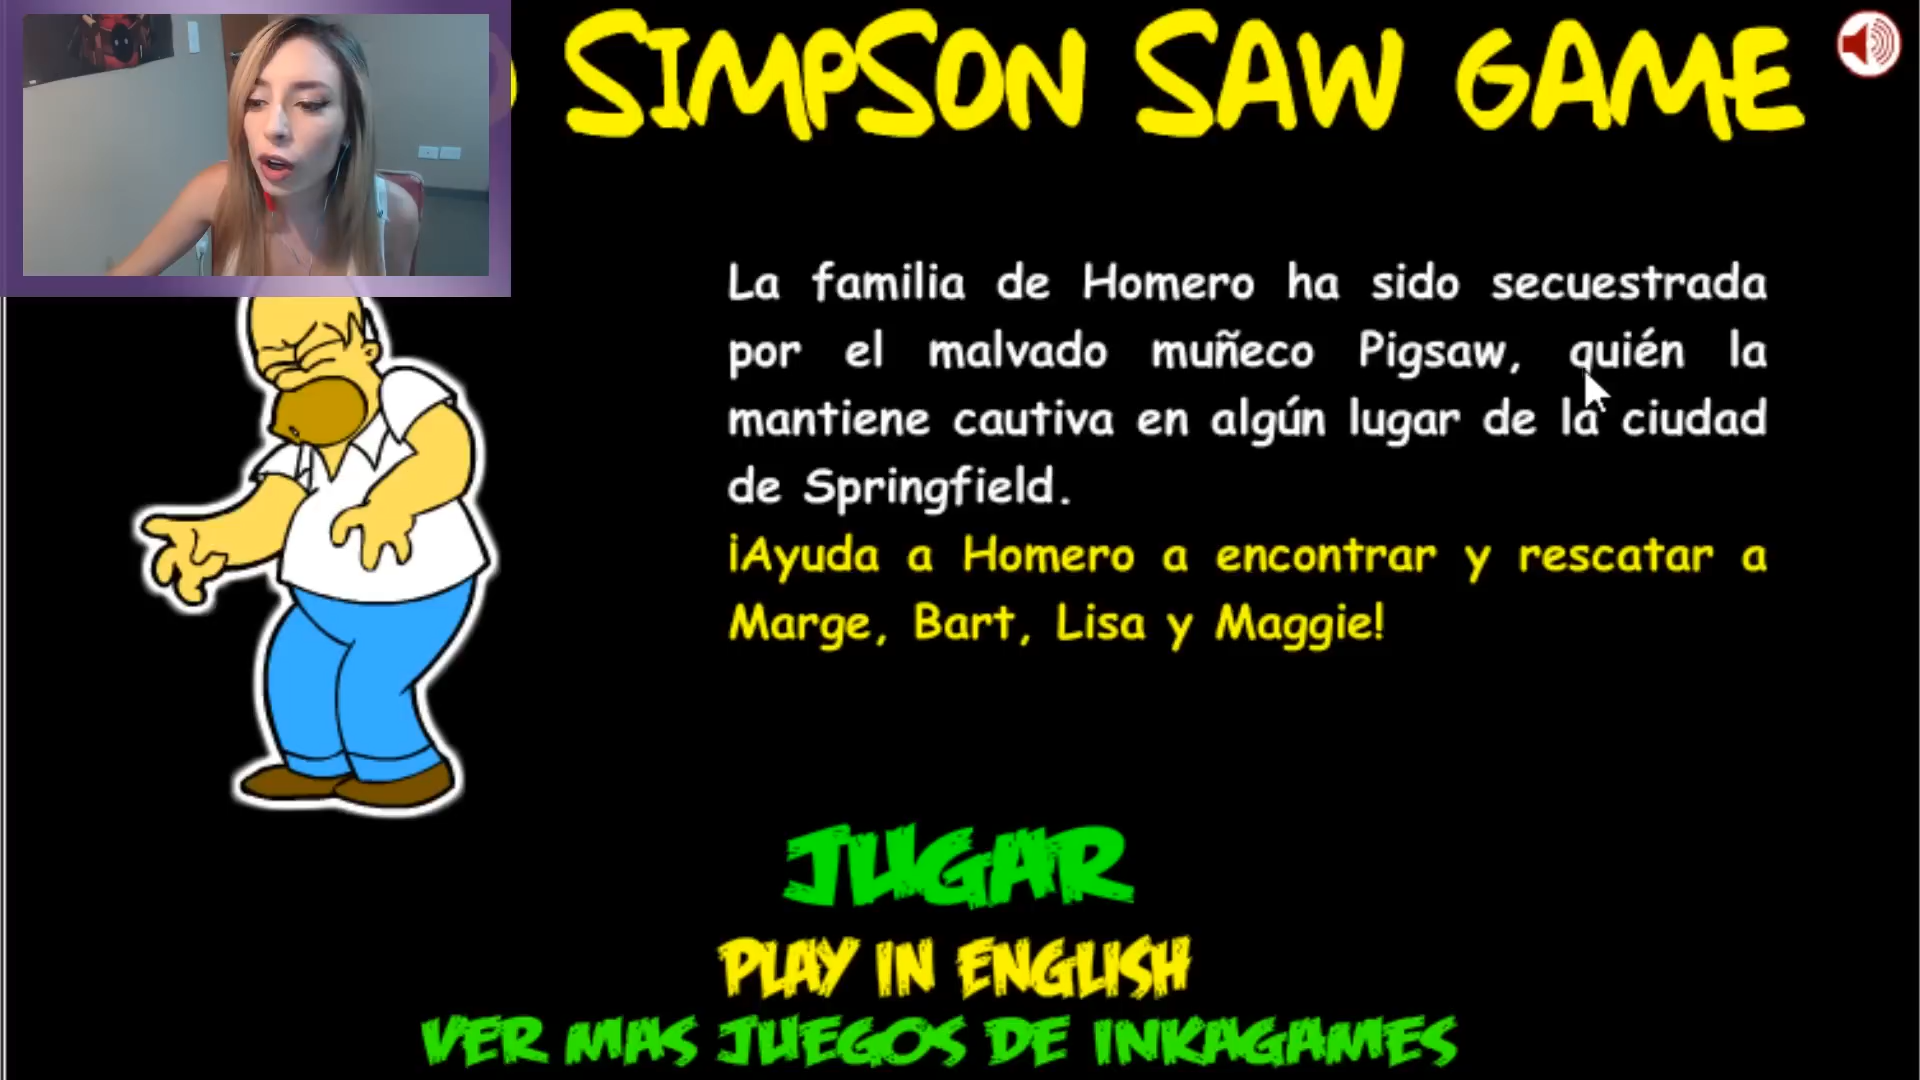 SIMPSON SAW GAME
La familia de Homero ha sido secuestrada
por el malvado muñeco Pigsaw, quién la
mantiene cautiva en algún lugar de la ciudad
de Springfield.
¡Ayuda a Homero a encontrar y rescatar a
Marge, Bart, Lisa y Maggie!
JUGAR
PLAY IN ENGLISH
VER MAS JUEGOS DE INKAGAMES